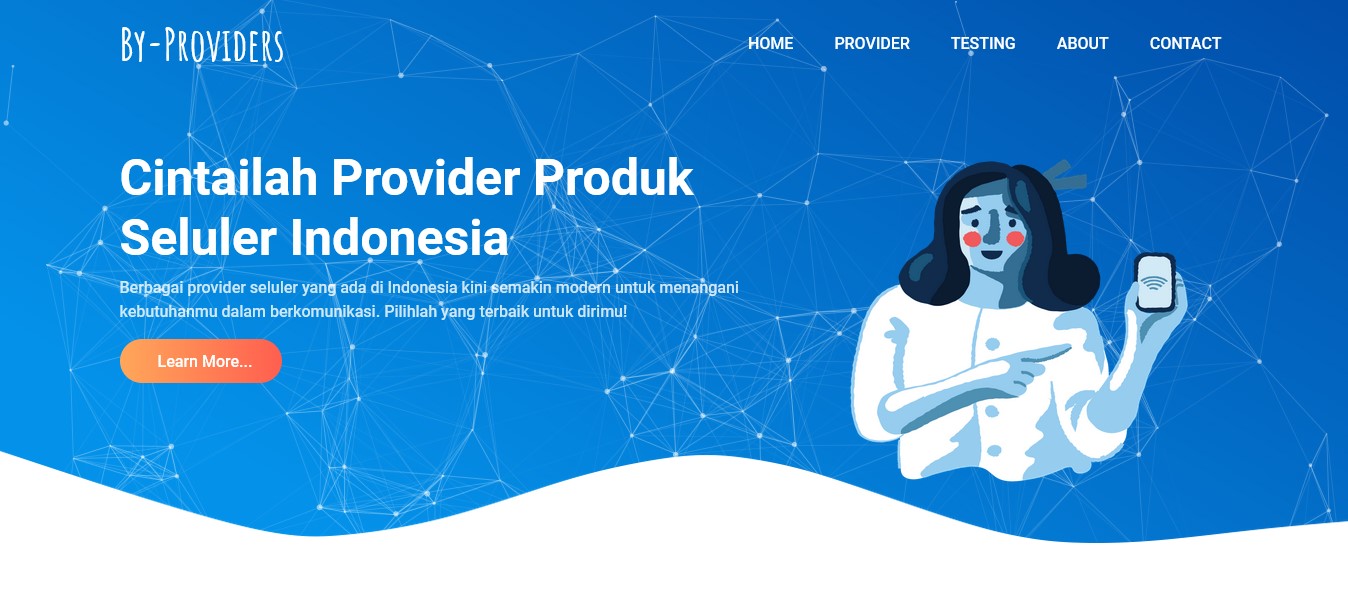 By-Providers
HOME PROVIDER TESTING ABOUT CONTACT
Cintailah Provider Produk
Seluler Indonesia
Berbagai provider seluler yang ada di Indonesia kini semakin modern untuk menangani
kebutuhanmu dalam berkomunikasi. Pilihlah yang terbaik untuk dirimu!
Learn More...